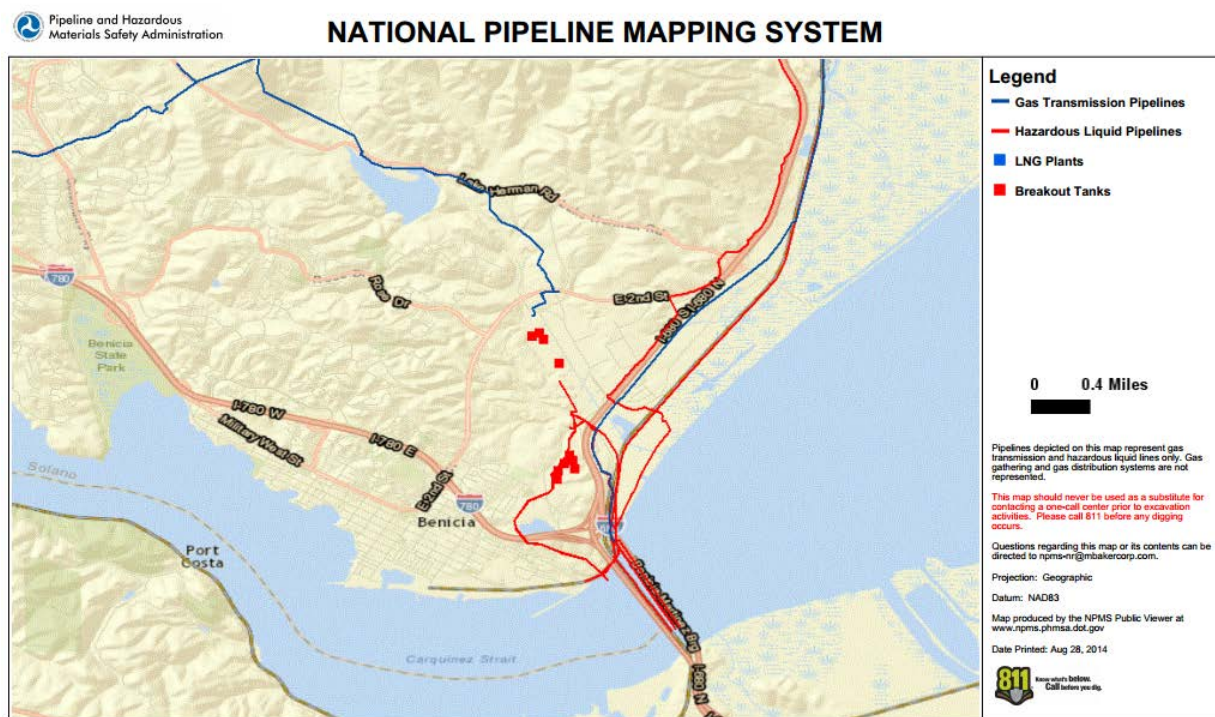 Pipeline and Hazardous
Materials Safety Administration
NATIONAL PIPELINE MAPPING SYSTEM
Lake Herman Rd
780
Rose Dr
E 2nd St
I-680 S I-680 N
Benicia
State
Park
I-780 W
Military West St
I-780 E
E 2nd St
780
Benicia
Solano
Port
Costa
Benicia Martinez Brg
Carquinez Strait
I-680 N
Legend
Gas Transmission Pipelines
Hazardous Liquid Pipelines
LNG Plants
Breakout Tanks
0 0.4 Miles
Pipelines depicted on this map represent gas
transmission and hazardous liquid lines only. Gas
gathering and gas distribution systems are not
represented.
This map should never be used as a substitute for
contacting a one-call center prior to excavation
activities. Please call 811 before any digging
occurs.
Questions regarding this map or its contents can be
directed to npms-nr@mbakercorp.com.
Projection: Geographic
Datum: NAD83
Map produced by the NPMS Public Viewer at
www.npms.phmsa.dot.gov
Date Printed: Aug 28, 2014
811
Know what's below.
Call before you dig.